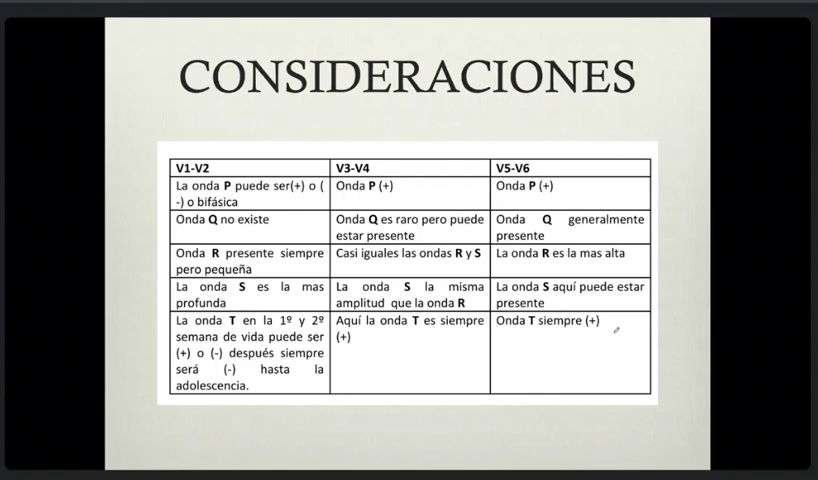 CONSIDERACIONES
V1-V2
V3-V4
V5-V6
La onda P puede ser(+) o (
-) o bifásica
Onda P (+)
Onda P (+)
Onda Q no existe
Onda Q es raro pero puede
estar presente
Onda Q generalmente
presente
Onda R presente siempre
pero pequeña
Casi iguales las ondas R y S
La onda R es la mas alta
La onda S es la mas
profunda
La onda S la misma
amplitud que la onda R
La onda S aquí puede estar
presente
La onda T en la 1º y 2º
semana de vida puede ser
(+) o (-) después siempre
será (-) hasta la
adolescencia.
Aquí la onda T es siempre
(+)
Onda T siempre (+)